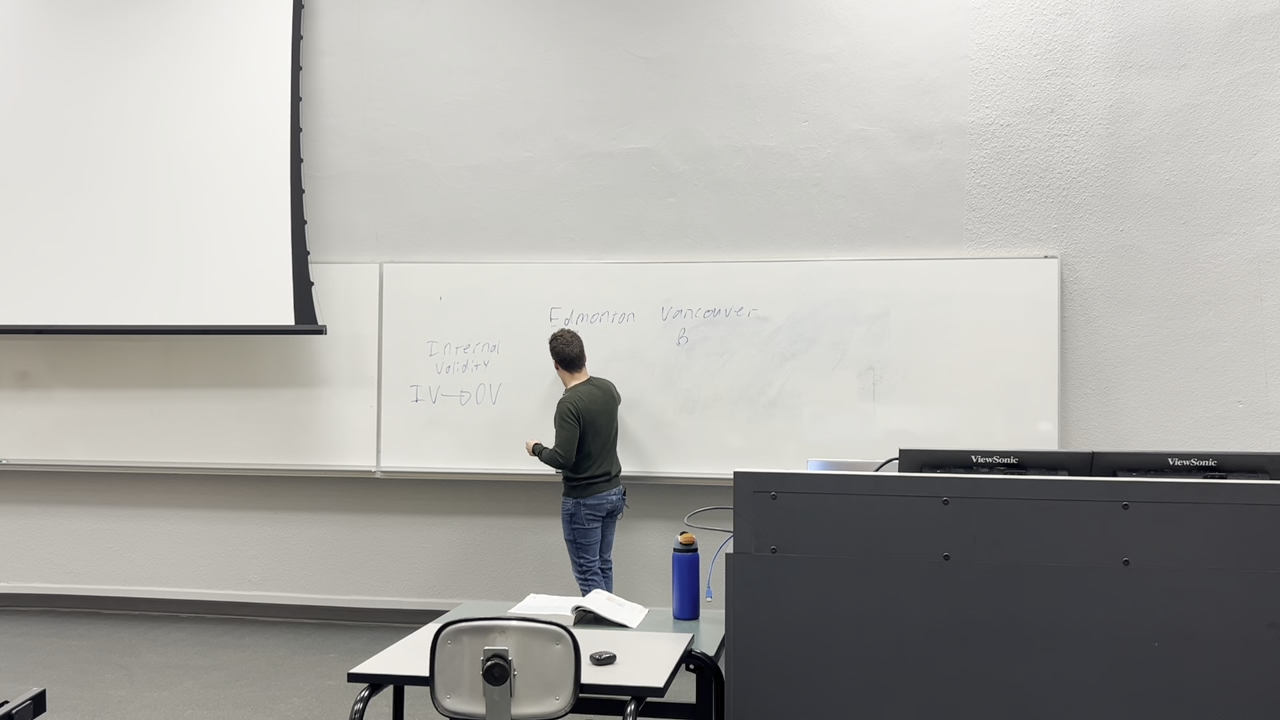 Edmonton Vancouver
B
Internal
Validity
IV→DV
ViewSonic
ViewSonic